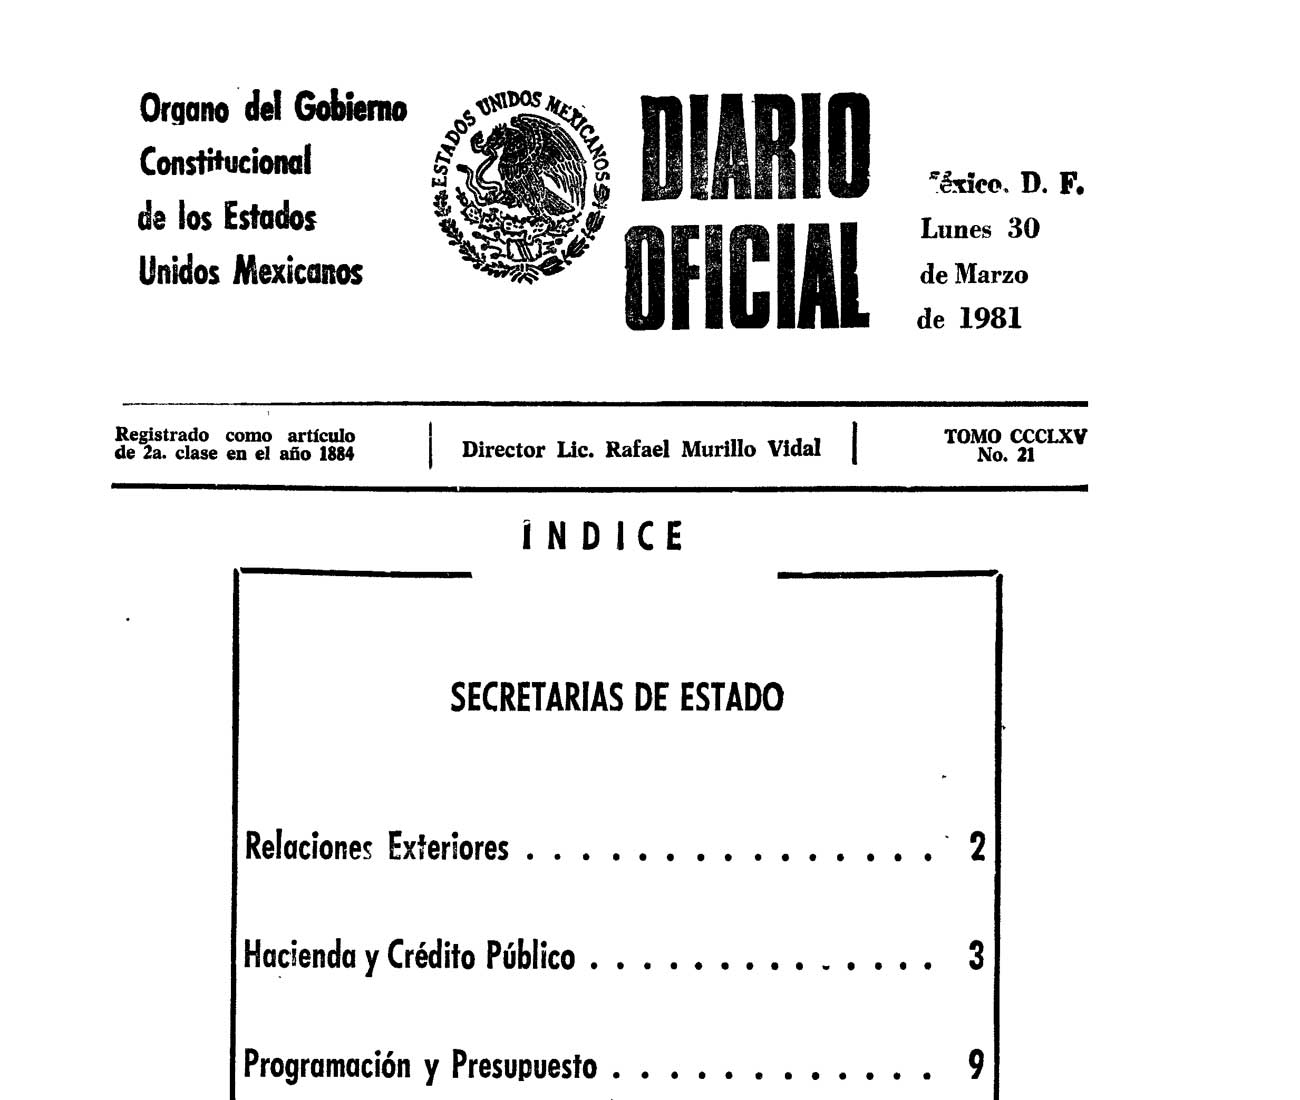 Organo del Gobierno
Constitucional
de los Estados
Unidos Mexicanos
ESTADOS UNIDOS MEXICANOS
DIARIO
OFICIAL
México, D. F.
Lunes 30
de Marzo
de 1981
Registrado como artículo
de 2a. clase en el año 1884
Director Lic. Rafael Murillo Vidal
TOMO CCCLXV
No. 21
INDICE
SECRETARIAS DE ESTADO
Relaciones Exteriores . . . . . . . . . . . . . . . 2
Hacienda y Crédito Público . . . . . . . . . . . . . . 3
Programación y Presupuesto . . . . . . . . . . . . 9